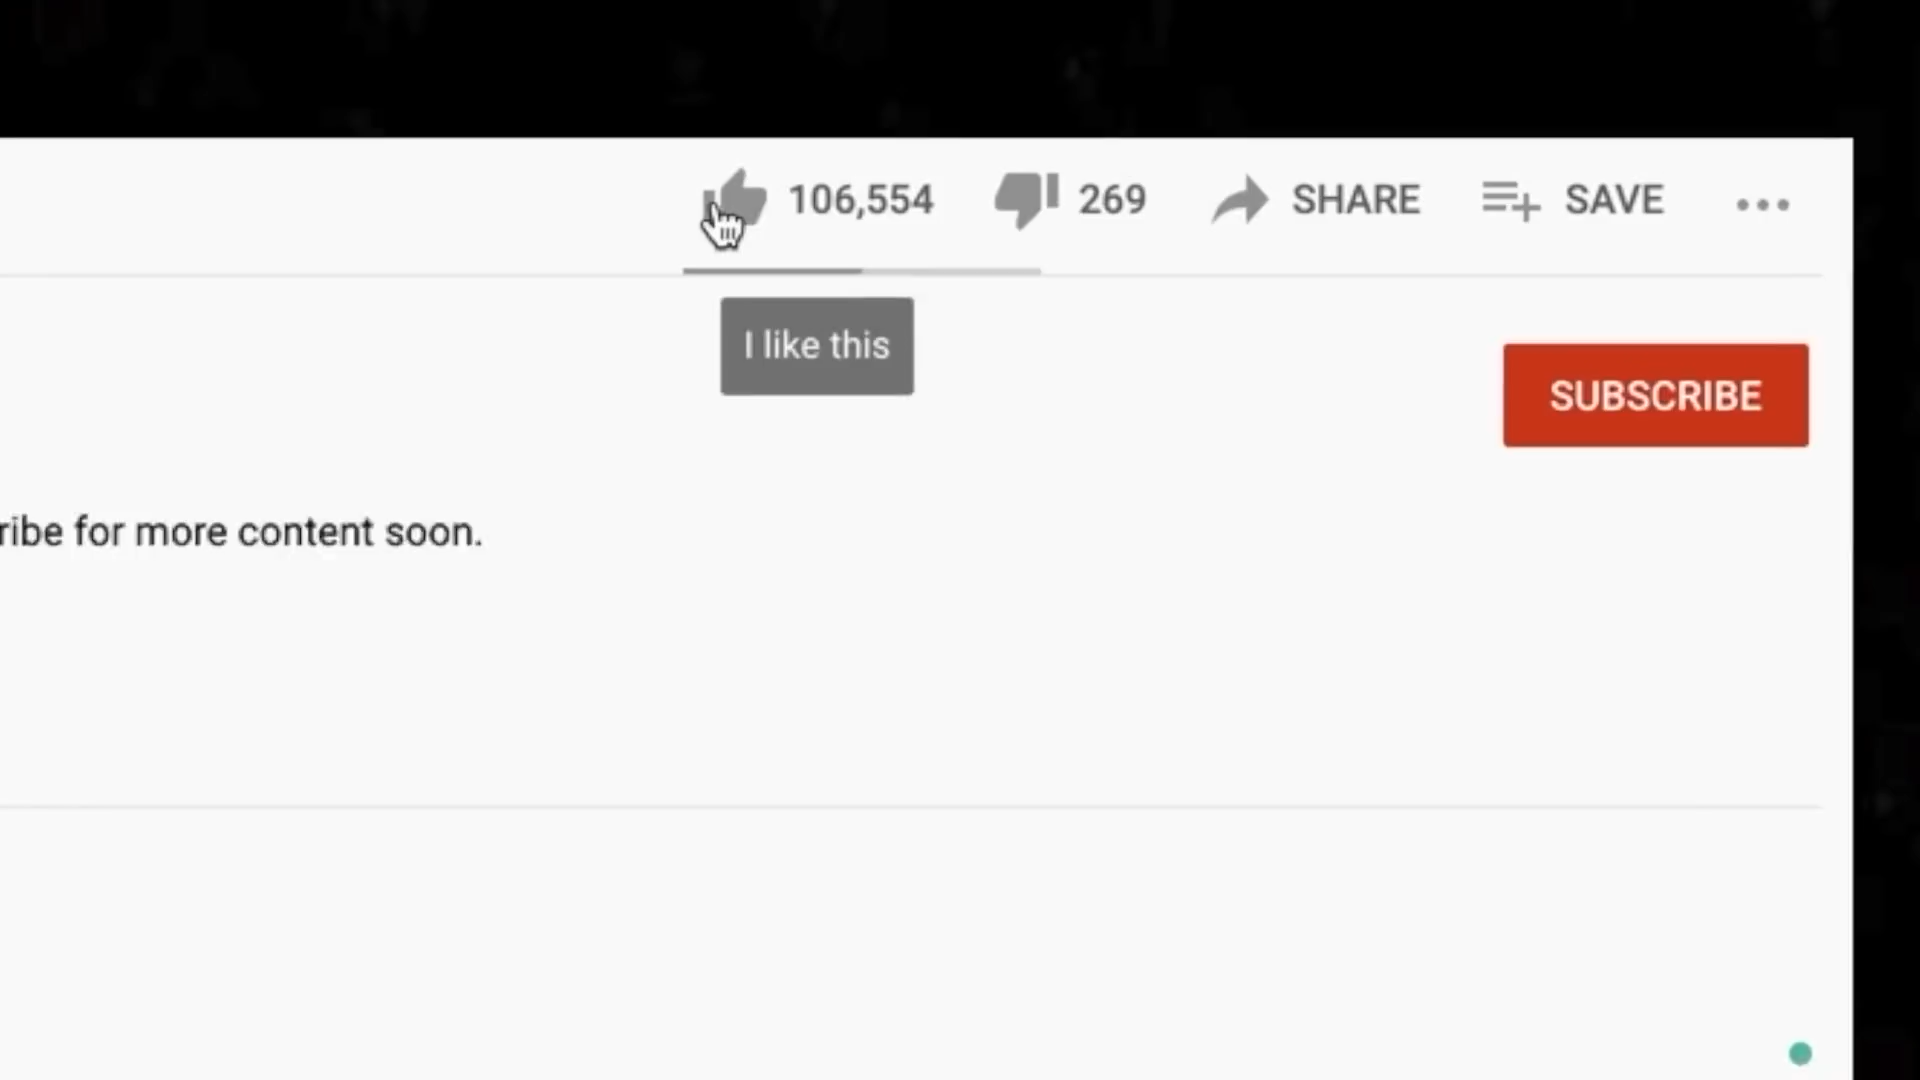 106,554 269 SHARE SAVE
I like this
SUBSCRIBE
ribe for more content soon.